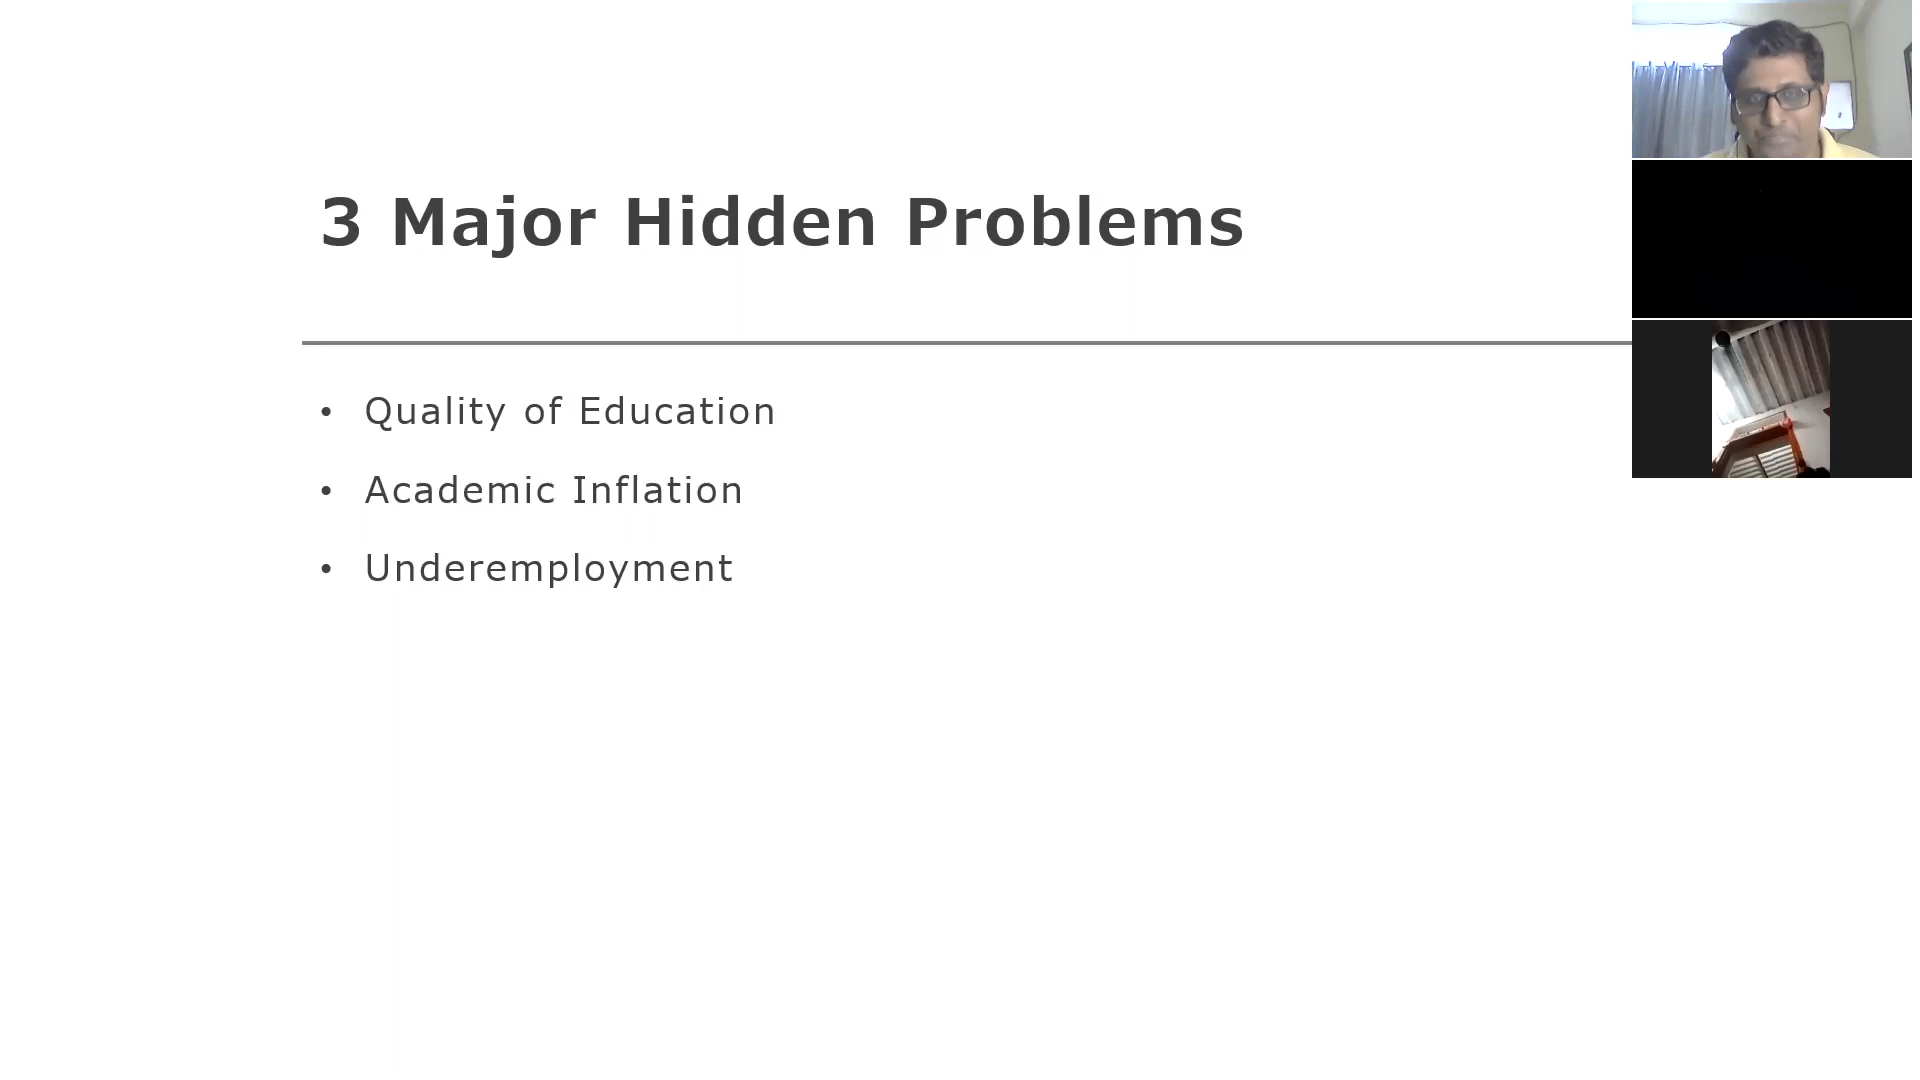 3 Major Hidden Problems
• Quality of Education
• Academic Inflation
• Underemployment